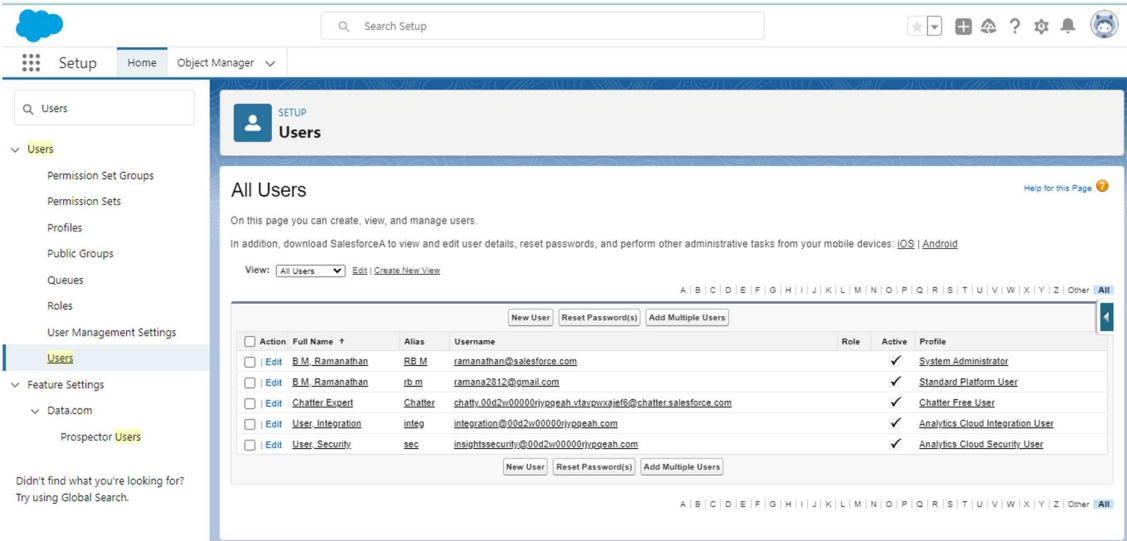 Search Setup
Setup Home Object Manager
Users
Users
Permission Set Groups
Permission Sets
Profiles
Public Groups
Queues
Roles
User Management Settings
Users
Feature Settings
Data.com
Prospector Users
Didn't find what you're looking for?
Try using Global Search.
SETUP
Users
All Users
Help for this Page ?
On this page you can create, view, and manage users.
In addition, download SalesforceA to view and edit user details, reset passwords, and perform other administrative tasks from your mobile devices: iOS | Android
View: All Users Edit | Create New View
A | B | C | D | E | F | G | H | I | J | K | L | M | N | O | P | Q | R | S | T | U | V | W | X | Y | Z | Other All
New User Reset Password(s) Add Multiple Users
Action Full Name ↑ Alias Username Role Active Profile
| Edit B M, Ramanathan RB M ramanathan@salesforce.com ✓ System Administrator
| Edit B M, Ramanathan rb m ramana2812@gmail.com ✓ Standard Platform User
| Edit Chatter Expert Chatter chatty.00d2w00000rjypqeah.vtavpwxajef6@chatter.salesforce.com ✓ Chatter Free User
| Edit User, Integration integ integration@00d2w00000rjypqeah.com ✓ Analytics Cloud Integration User
| Edit User, Security sec insightssecurity@00d2w00000rjypqeah.com ✓ Analytics Cloud Security User
New User Reset Password(s) Add Multiple Users
A | B | C | D | E | F | G | H | I | J | K | L | M | N | O | P | Q | R | S | T | U | V | W | X | Y | Z | Other All